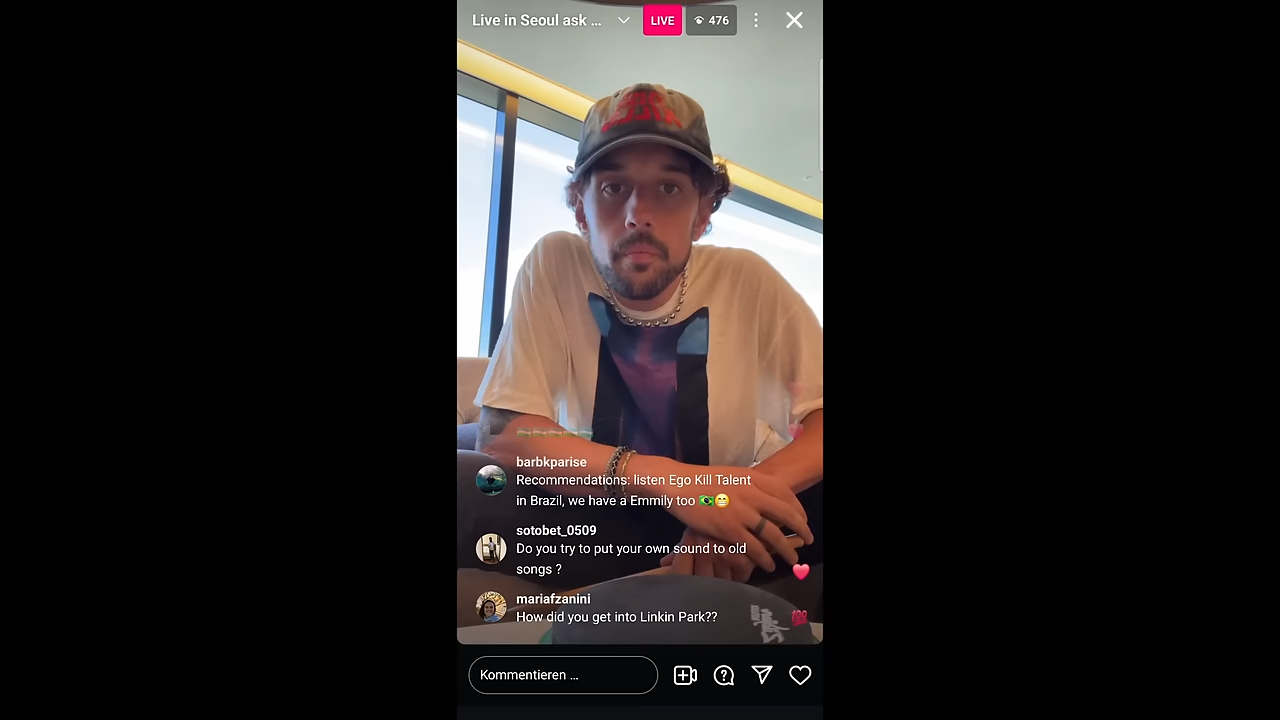 Live in Seoul ask ...
LIVE
476
barbkparise
Recommendations: listen Ego Kill Talent
in Brazil, we have a Emmily too 🇧🇷😁
sotobet_0509
Do you try to put your own sound to old
songs ?
mariafzanini
How did you get into Linkin Park??
Kommentieren ...